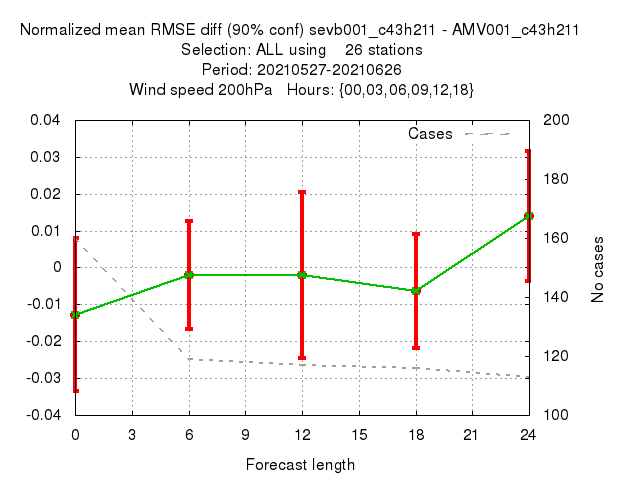 Normalized mean RMSE diff (90% conf) sevb001_c43h211 - AMV001_c43h211
Selection: ALL using    26 stations
Period: 20210527-20210626
Wind speed 200hPa   Hours: {00,03,06,09,12,18}
Cases
0.04
0.03
0.02
0.01
0
-0.01
-0.02
-0.03
-0.04
200
180
160
140
120
100
No cases
0 3 6 9 12 15 18 21 24
Forecast length